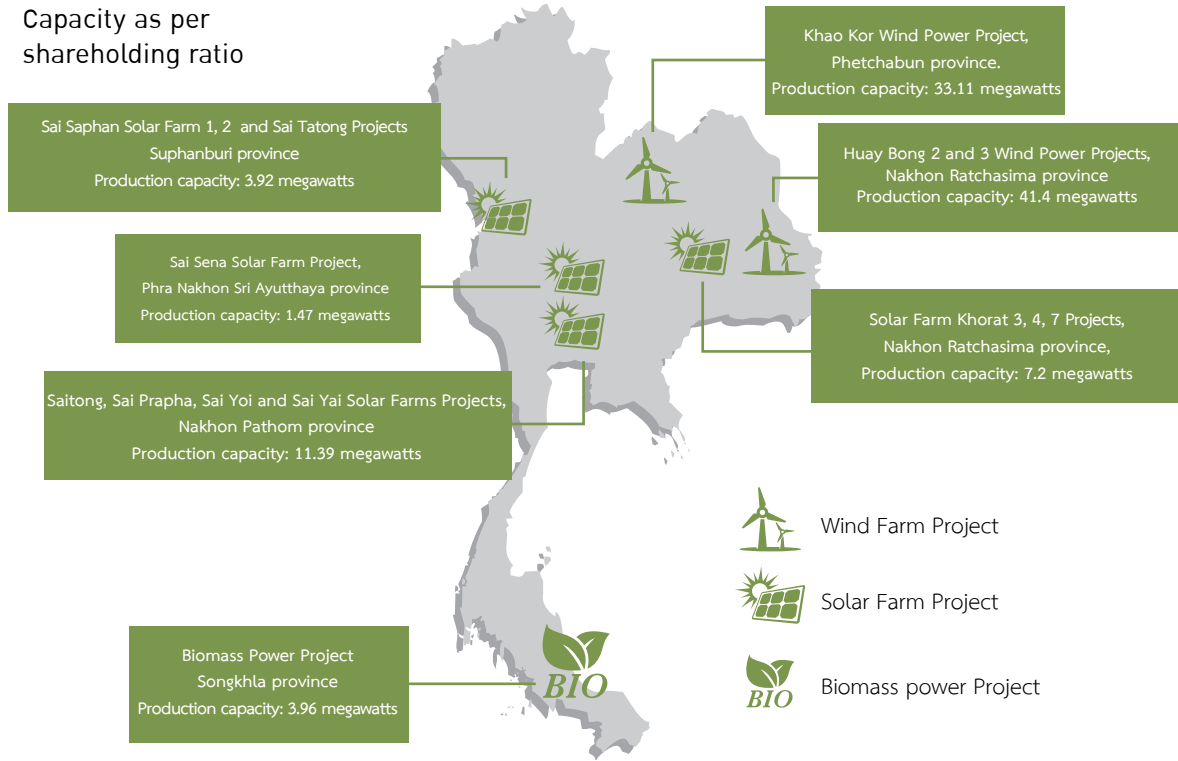 Capacity as per
shareholding ratio
Khao Kor Wind Power Project,
Phetchabun province.
Production capacity: 33.11 megawatts
Sai Saphan Solar Farm 1, 2 and Sai Tatong Projects
Suphanburi province
Production capacity: 3.92 megawatts
Huay Bong 2 and 3 Wind Power Projects,
Nakhon Ratchasima province
Production capacity: 41.4 megawatts
Sai Sena Solar Farm Project,
Phra Nakhon Sri Ayutthaya province
Production capacity: 1.47 megawatts
Solar Farm Khorat 3, 4, 7 Projects,
Nakhon Ratchasima province,
Production capacity: 7.2 megawatts
Saitong, Sai Prapha, Sai Yoi and Sai Yai Solar Farms Projects,
Nakhon Pathom province
Production capacity: 11.39 megawatts
Wind Farm Project
Solar Farm Project
Biomass Power Project
Songkhla province
Production capacity: 3.96 megawatts
BIO
BIO
Biomass power Project